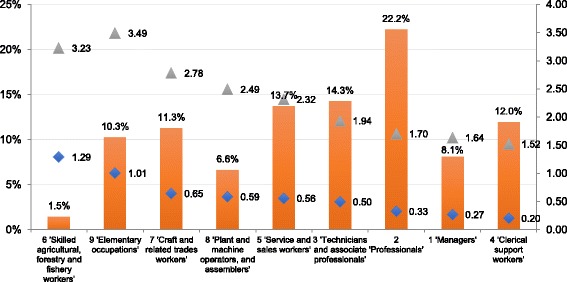 25%
20%
15%
10%
5%
0%
4.00
3.50
3.00
2.50
2.00
1.50
1.00
0.50
0.00
3.23
3.49
2.78
2.49
2.32
1.94
1.70
1.64
1.52
1.5%
10.3%
11.3%
6.6%
13.7%
14.3%
22.2%
8.1%
12.0%
1.29
1.01
0.65
0.59
0.56
0.50
0.33
0.27
0.20
6 'Skilled
agricultural,
forestry and
fishery
workers'
9 'Elementary
occupations'
7 'Craft and
related trades
workers'
8 'Plant and
machine
operators, and
assemblers'
5 'Service and
sales workers'
3 'Technicians
and associate
professionals'
2
'Professionals'
1 'Managers'
4 'Clerical
support
workers'